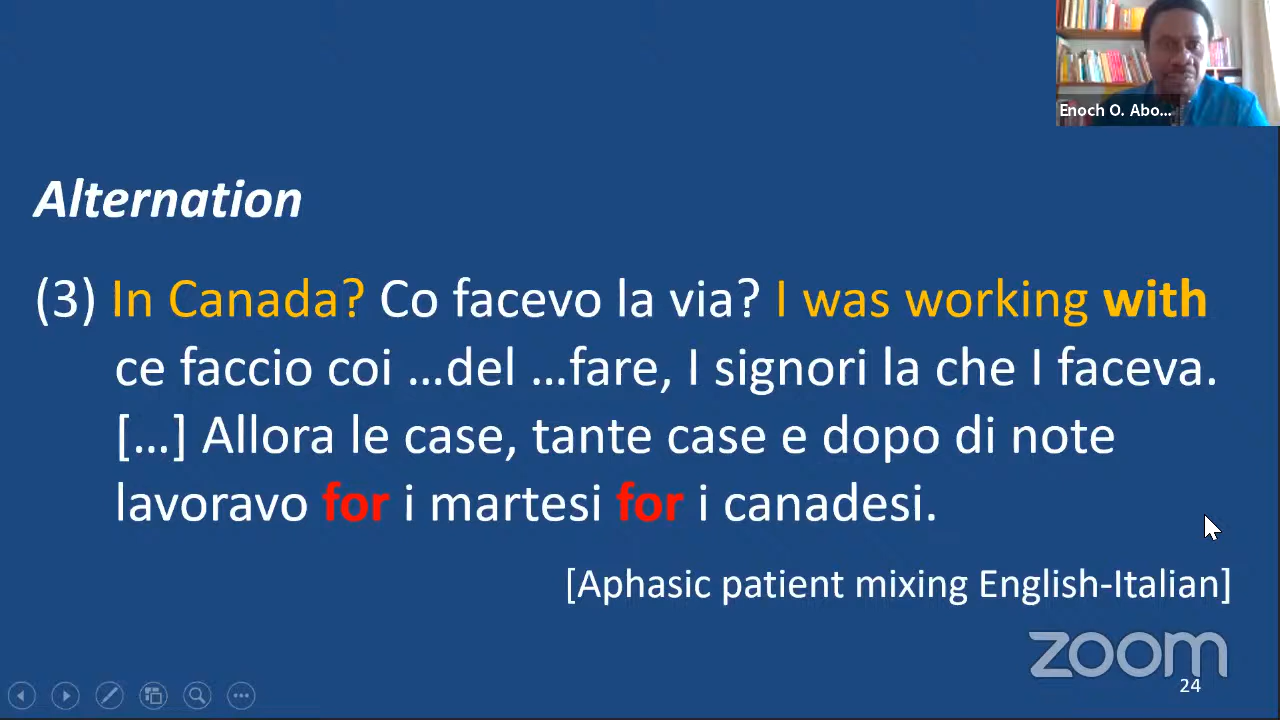 Enoch O. Abo...
Alternation
(3) In Canada? Co facevo la via? I was working with
ce faccio coi ...del ...fare, I signori la che I faceva.
[...] Allora le case, tante case e dopo di note
lavoravo for i martesi for i canadesi.
[Aphasic patient mixing English-Italian]
zoom
24